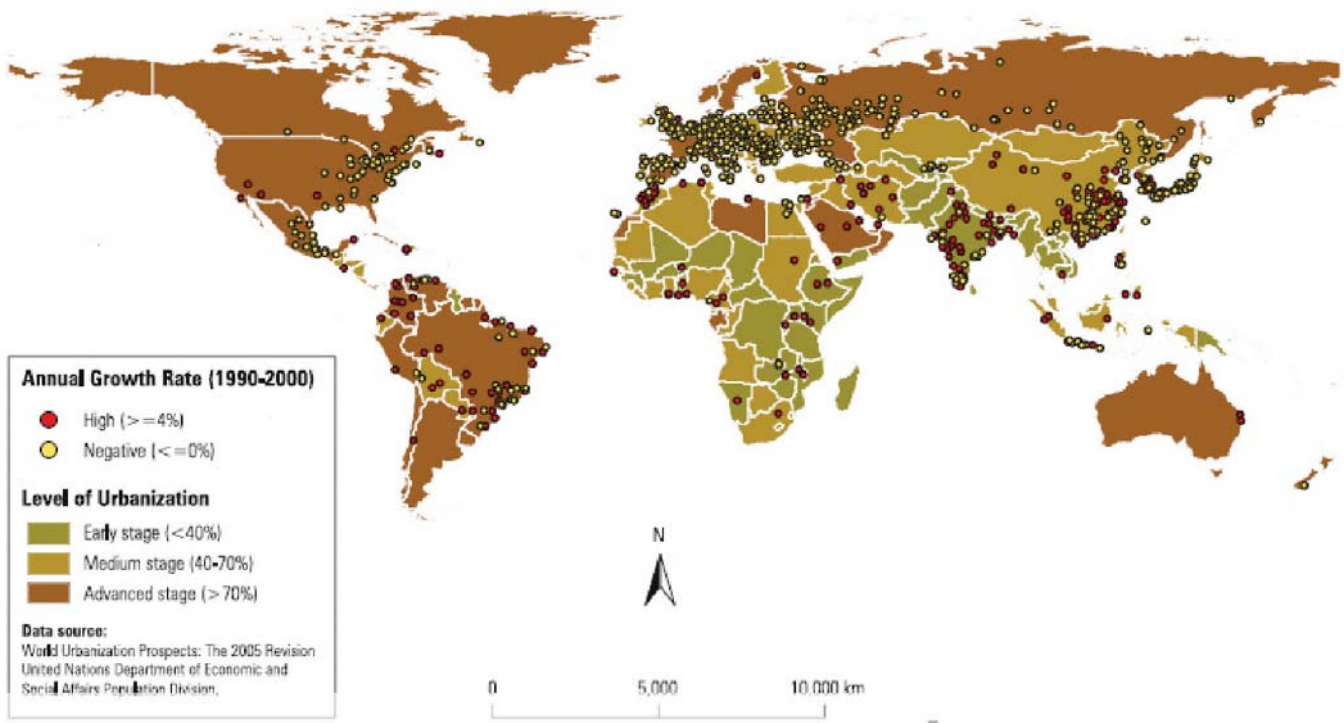 Annual Growth Rate (1990-2000)
High (>=4%)
Negative (<=0%)
Level of Urbanization
Early stage (<40%)
Medium stage (40-70%)
Advanced stage (>70%)
Data source:
World Urbanization Prospects: The 2005 Revision
United Nations Department of Economic and
Social Affairs Population Division.
N
0 5,000 10,000 km